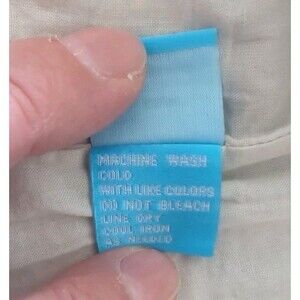 MACHINE WASH
COLD
WITH LIKE COLORS
DO NOT BLEACH
LINE DRY
COOL IRON
AS NEEDED